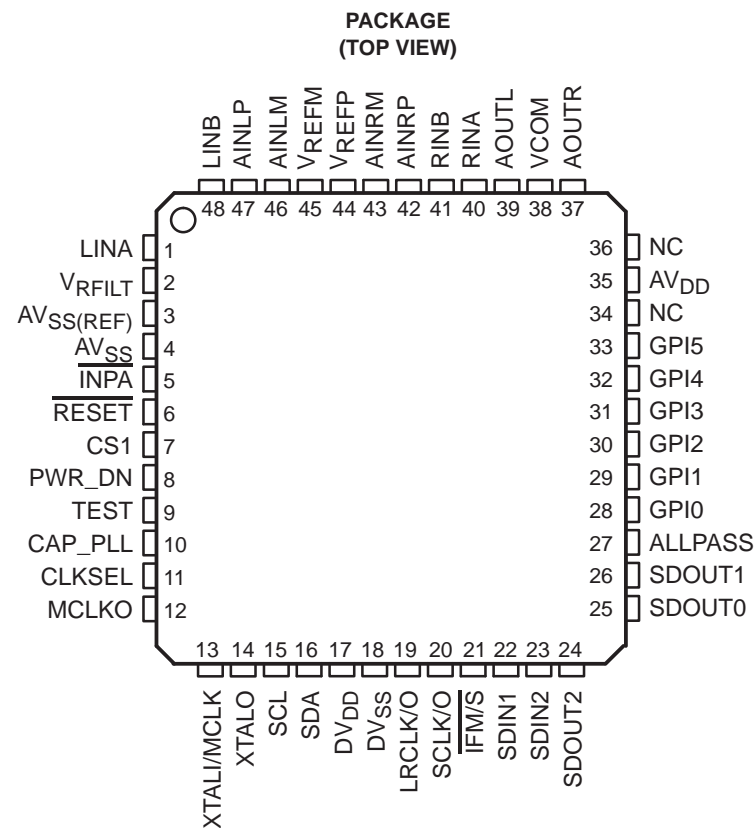 PACKAGE
(TOP VIEW)
LINB
AINLP
AINLM
VREFM
VREFP
AINRM
AINRP
RINB
RINA
AOUTL
VCOM
AOUTR
48 47 46 45 44 43 42 41 40 39 38 37
LINA 1
VRFILT 2
AVSS(REF) 3
AVSS 4
INPA 5
RESET 6
CS1 7
PWR_DN 8
TEST 9
CAP_PLL 10
CLKSEL 11
MCLKO 12
36 NC
35 AVDD
34 NC
33 GPI5
32 GPI4
31 GPI3
30 GPI2
29 GPI1
28 GPI0
27 ALLPASS
26 SDOUT1
25 SDOUT0
13 14 15 16 17 18 19 20 21 22 23 24
XTALI/MCLK
XTALO
SCL
SDA
DVDD
DVSS
LRCLK/O
SCLK/O
IFM/S
SDIN1
SDIN2
SDOUT2